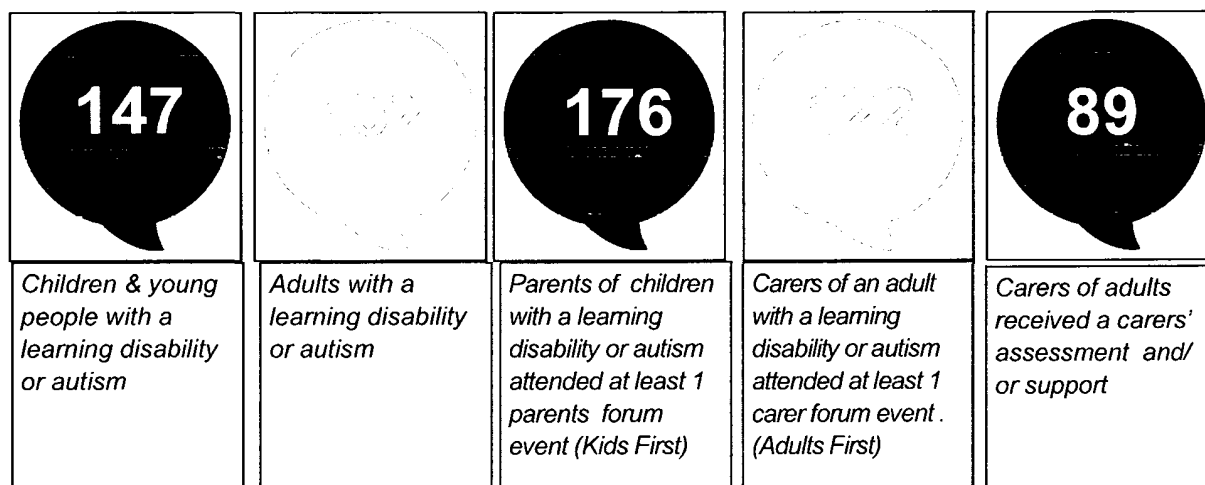 147
176
89
Children & young
people with a
learning disability
or autism
Adults with a
learning disability
or autism
Parents of children
with a learning
disability or autism
attended at least 1
parents forum
event (Kids First)
Carers of an adult
with a learning
disability or autism
attended at least 1
carer forum event.
(Adults First)
Carers of adults
received a carers'
assessment and/
or support